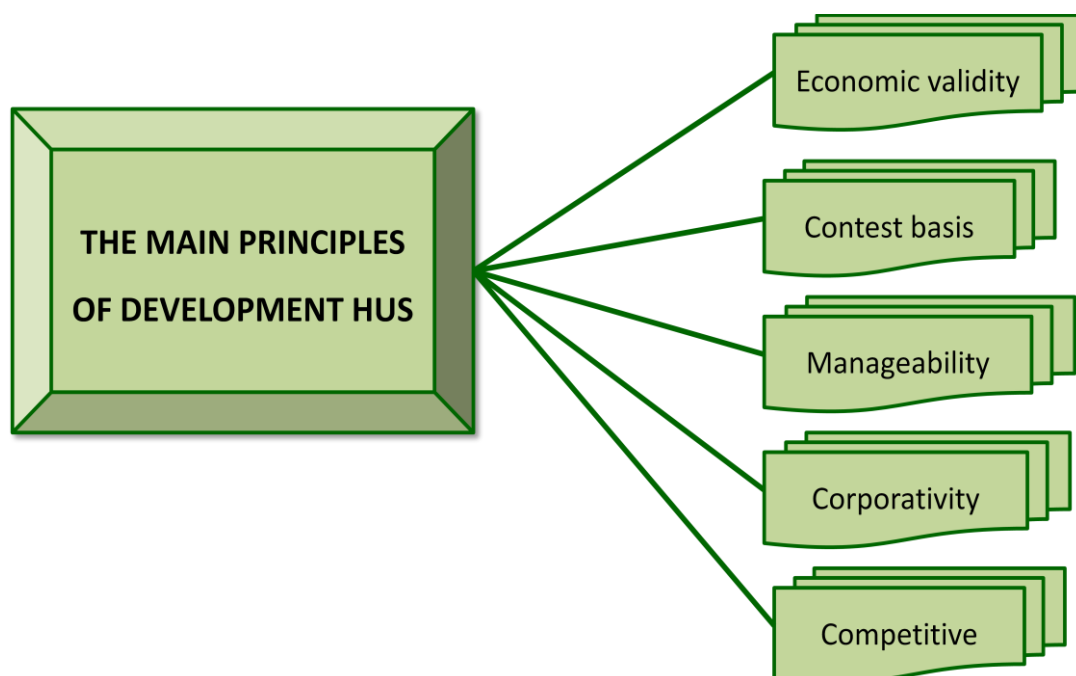 THE MAIN PRINCIPLES
OF DEVELOPMENT HUS
Economic validity
Contest basis
Manageability
Corporativity
Competitive